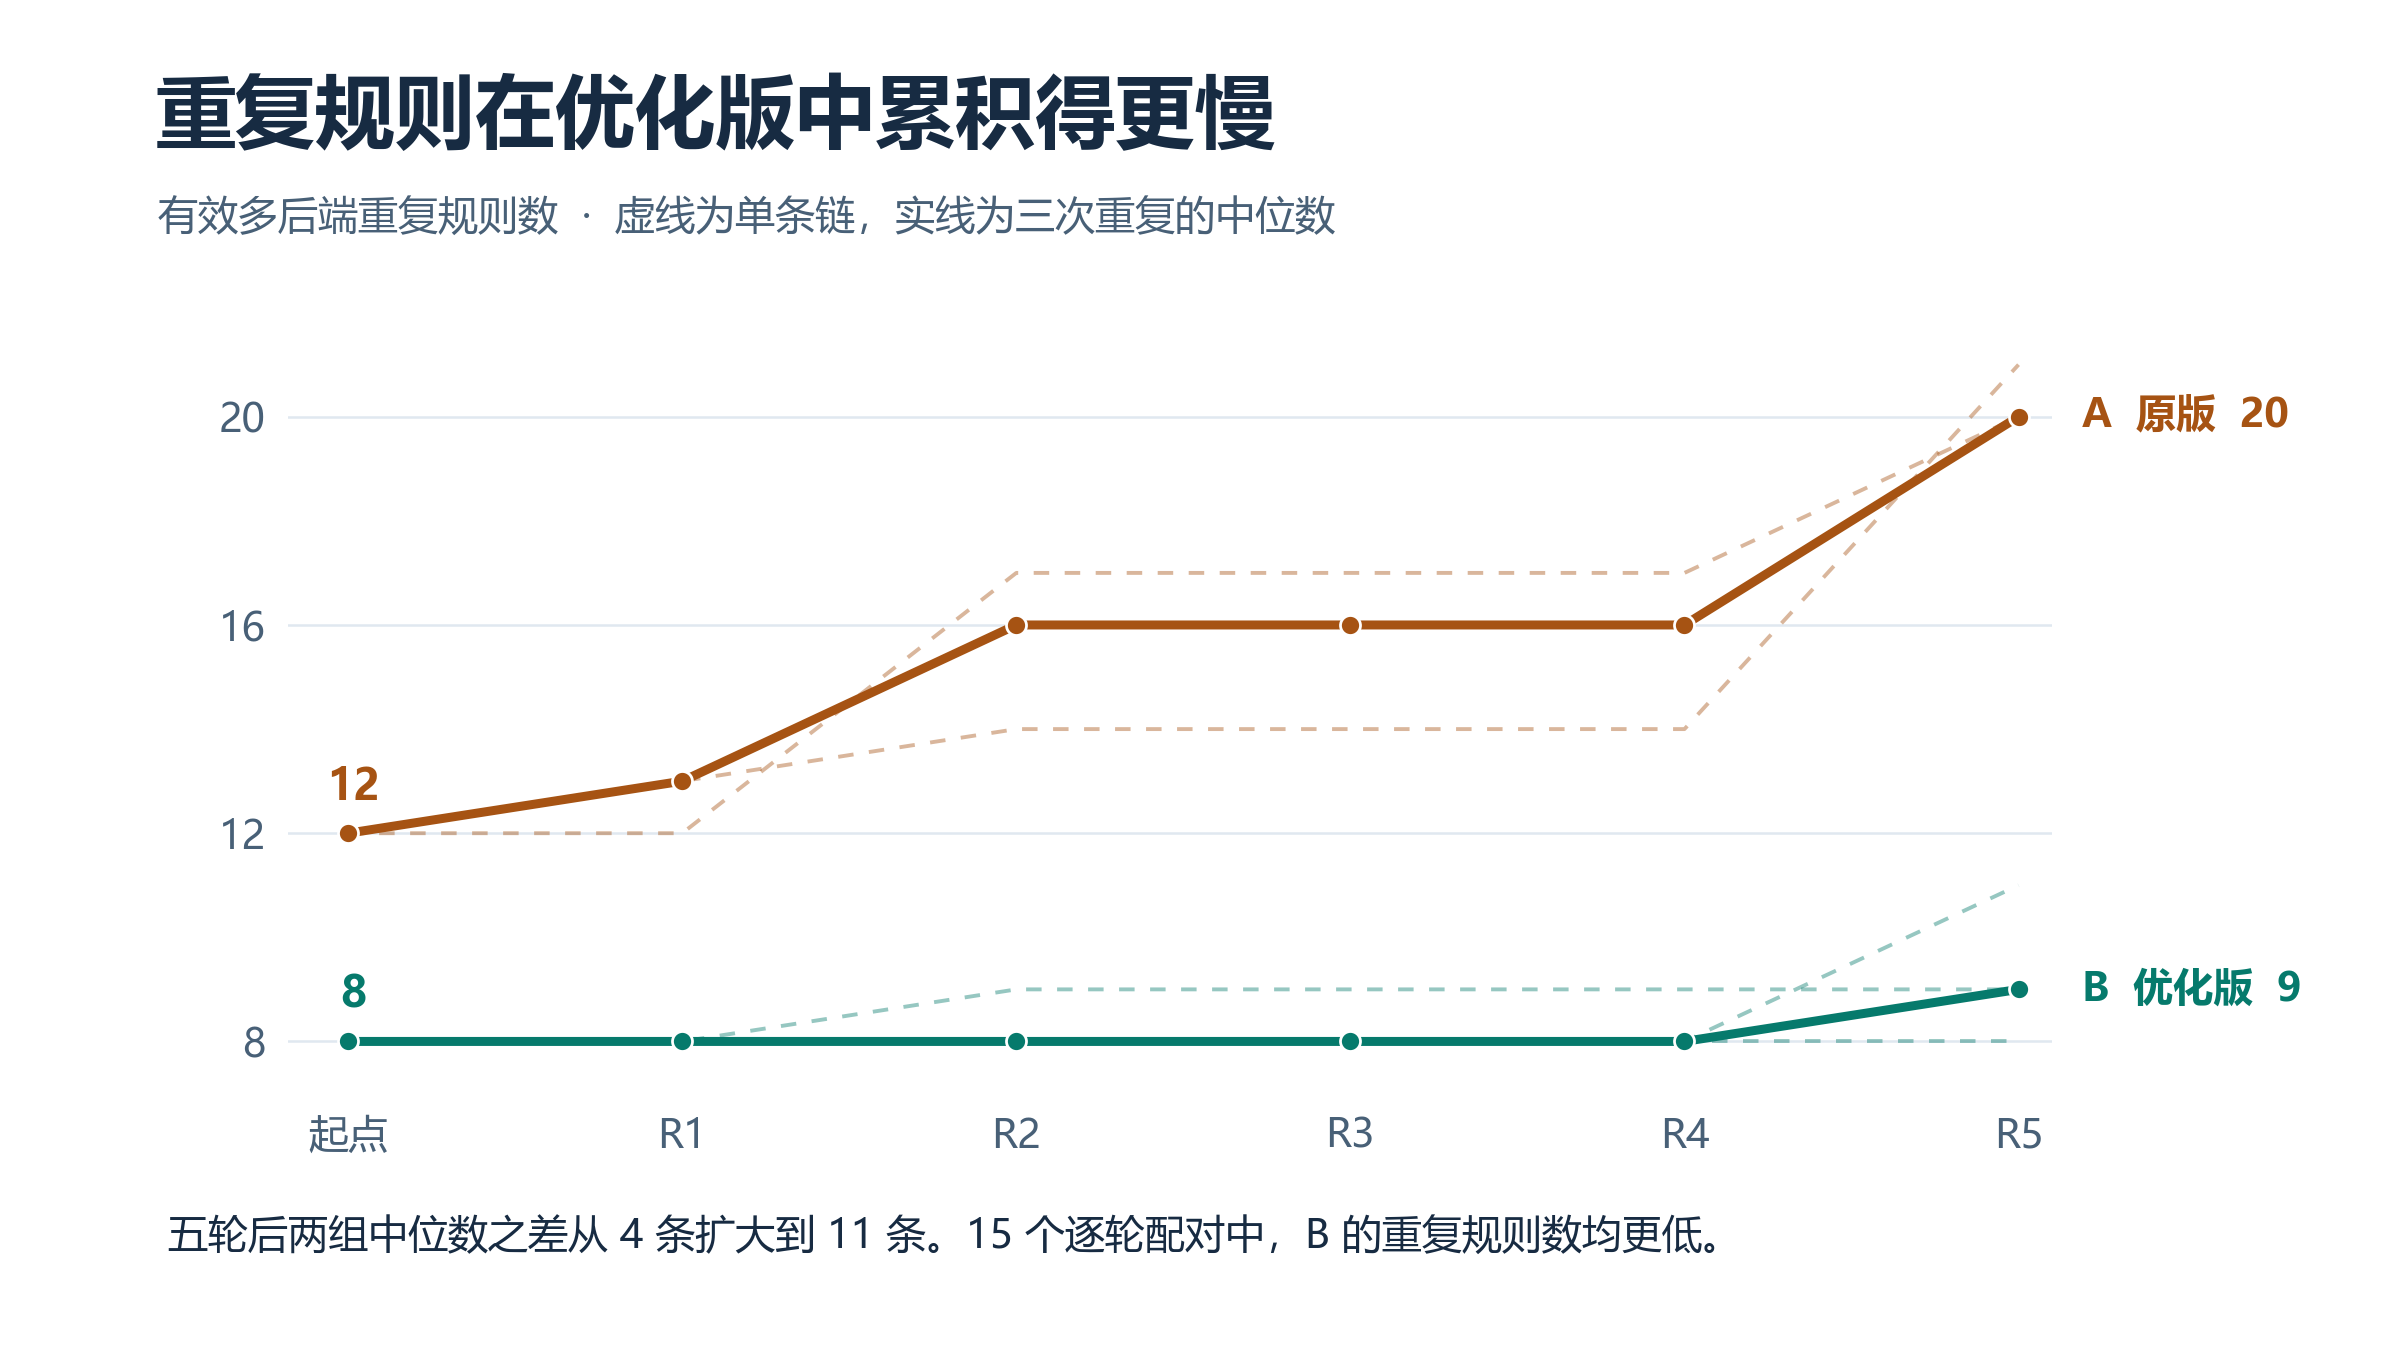 重复规则在优化版中累积得更慢
有效多后端重复规则数 · 虚线为单条链，实线为三次重复的中位数
20
A 原版 20
16
12
12
8
B 优化版 9
8
起点 R1 R2 R3 R4 R5
五轮后两组中位数之差从 4 条扩大到 11 条。15 个逐轮配对中，B 的重复规则数均更低。